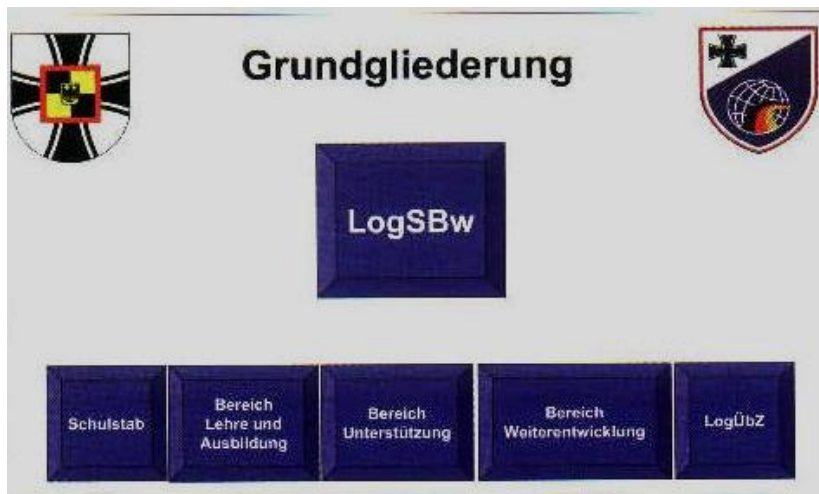 Grundgliederung
LogSBw
Schulstab
Bereich
Lehre und
Ausbildung
Bereich
Unterstützung
Bereich
Weiterentwicklung
LogÜbZ